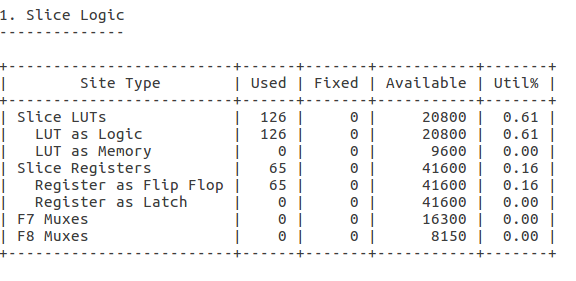 1. Slice Logic
--------------
+-------------------------+------+-------+-----------+-------+
|        Site Type        | Used | Fixed | Available | Util% |
+-------------------------+------+-------+-----------+-------+
| Slice LUTs              |  126 |     0 |     20800 |  0.61 |
|   LUT as Logic          |  126 |     0 |     20800 |  0.61 |
|   LUT as Memory         |    0 |     0 |      9600 |  0.00 |
| Slice Registers         |   65 |     0 |     41600 |  0.16 |
|   Register as Flip Flop |   65 |     0 |     41600 |  0.16 |
|   Register as Latch     |    0 |     0 |     41600 |  0.00 |
| F7 Muxes                |    0 |     0 |     16300 |  0.00 |
| F8 Muxes                |    0 |     0 |      8150 |  0.00 |
+-------------------------+------+-------+-----------+-------+